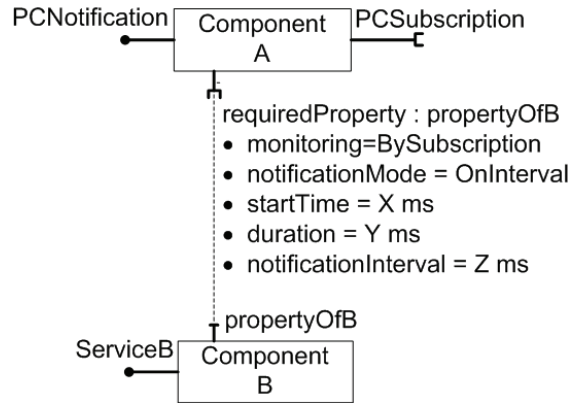 PCNotification
Component
A
PCSubscription
requiredProperty : propertyOfB
• monitoring=BySubscription
• notificationMode = OnInterval
• startTime = X ms
• duration = Y ms
• notificationInterval = Z ms
propertyOfB
ServiceB
Component
B